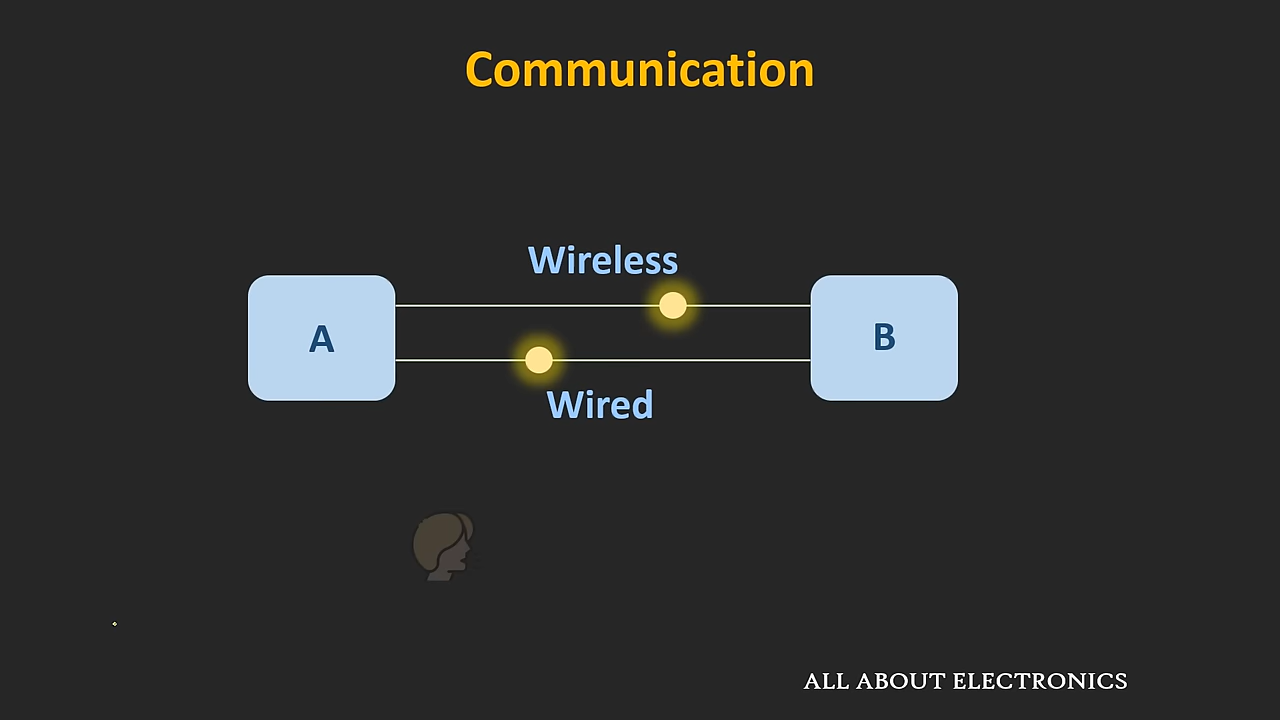 Communication
Wireless
A
B
Wired
ALL ABOUT ELECTRONICS